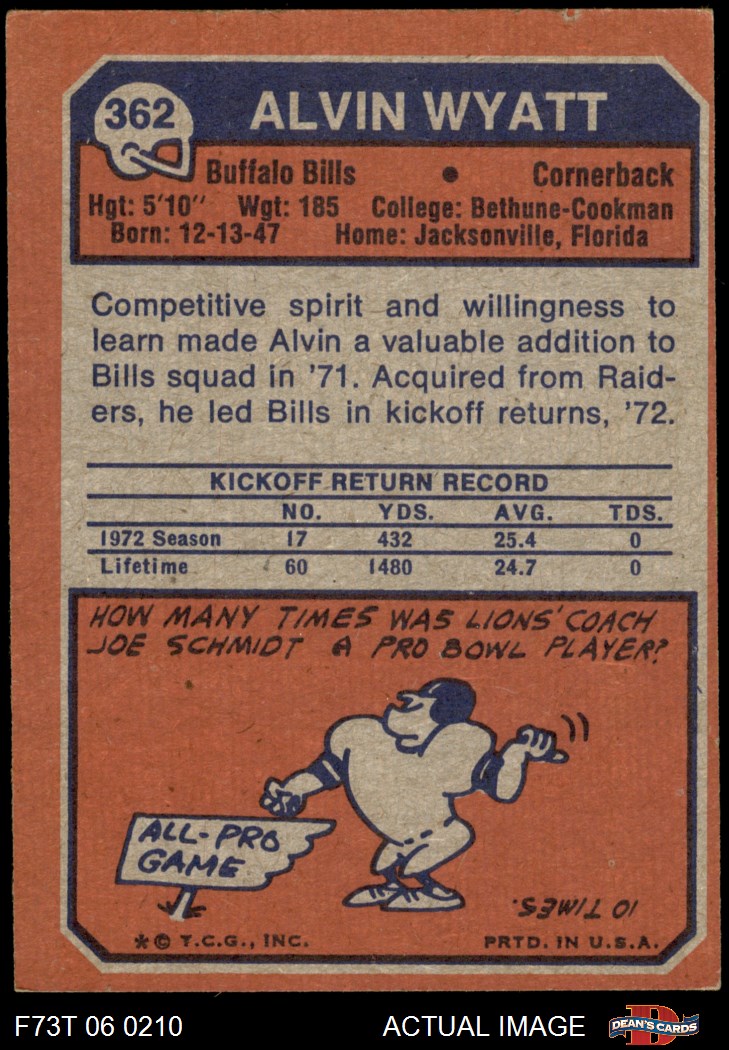 362 ALVIN WYATT
Buffalo Bills • Cornerback
Hgt: 5'10" Wgt: 185 College: Bethune-Cookman
Born: 12-13-47 Home: Jacksonville, Florida
Competitive spirit and willingness to
learn made Alvin a valuable addition to
Bills squad in '71. Acquired from Raid-
ers, he led Bills in kickoff returns, '72.
KICKOFF RETURN RECORD
NO. YDS. AVG. TDS.
1972 Season 17 432 25.4 0
Lifetime 60 1480 24.7 0
HOW MANY TIMES WAS LIONS' COACH
JOE SCHMIDT A PRO BOWL PLAYER?
ALL-PRO
GAME
10 TIMES.
*© T.C.G., INC. PRTD. IN U.S.A.
F73T 06 0210 ACTUAL IMAGE D DEAN'S CARDS